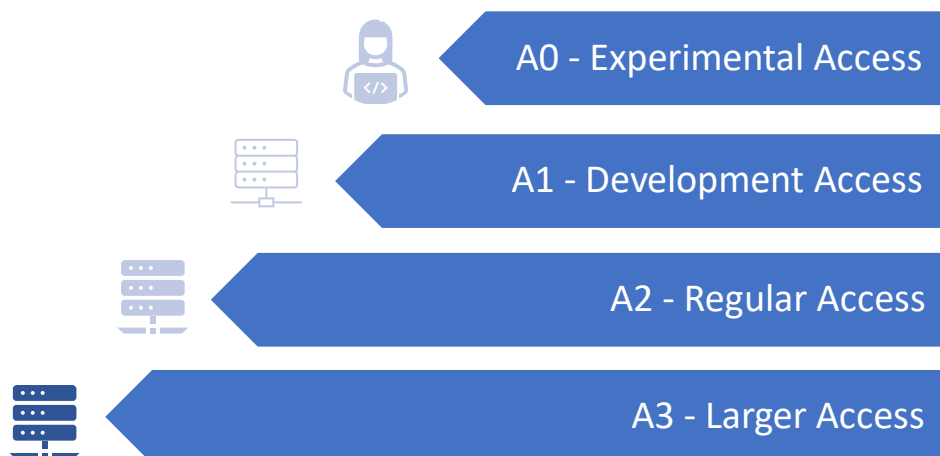 A0 - Experimental Access
</>
A1 - Development Access
A2 - Regular Access
A3 - Larger Access